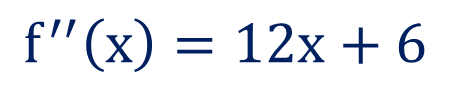 f′′(x) = 12x + 6